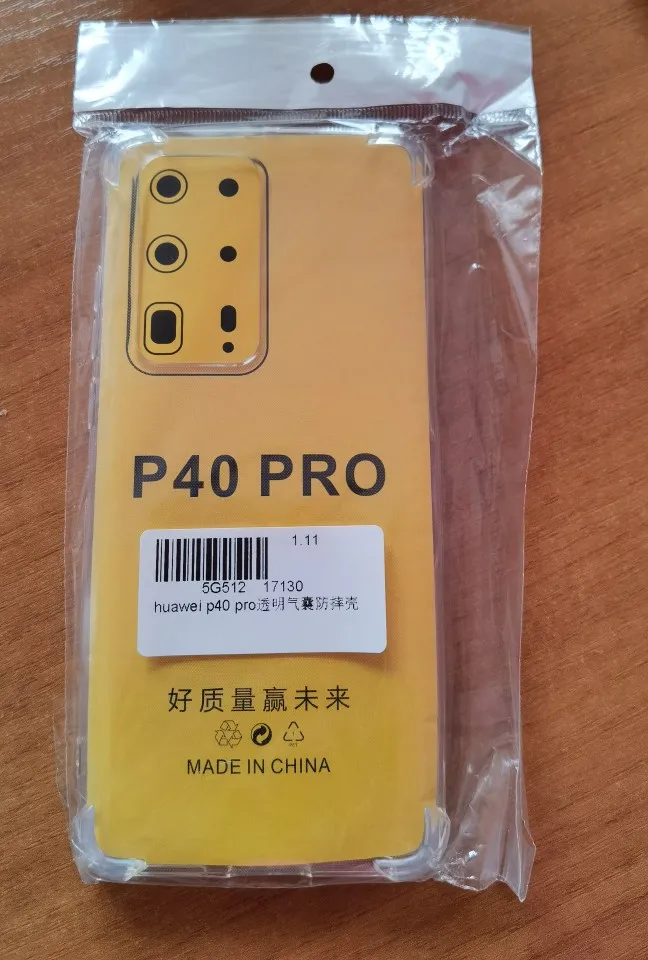 P40 PRO
1.11
5G512 17130
huawei p40 pro透明气囊防摔壳
好质量赢未来
MADE IN CHINA